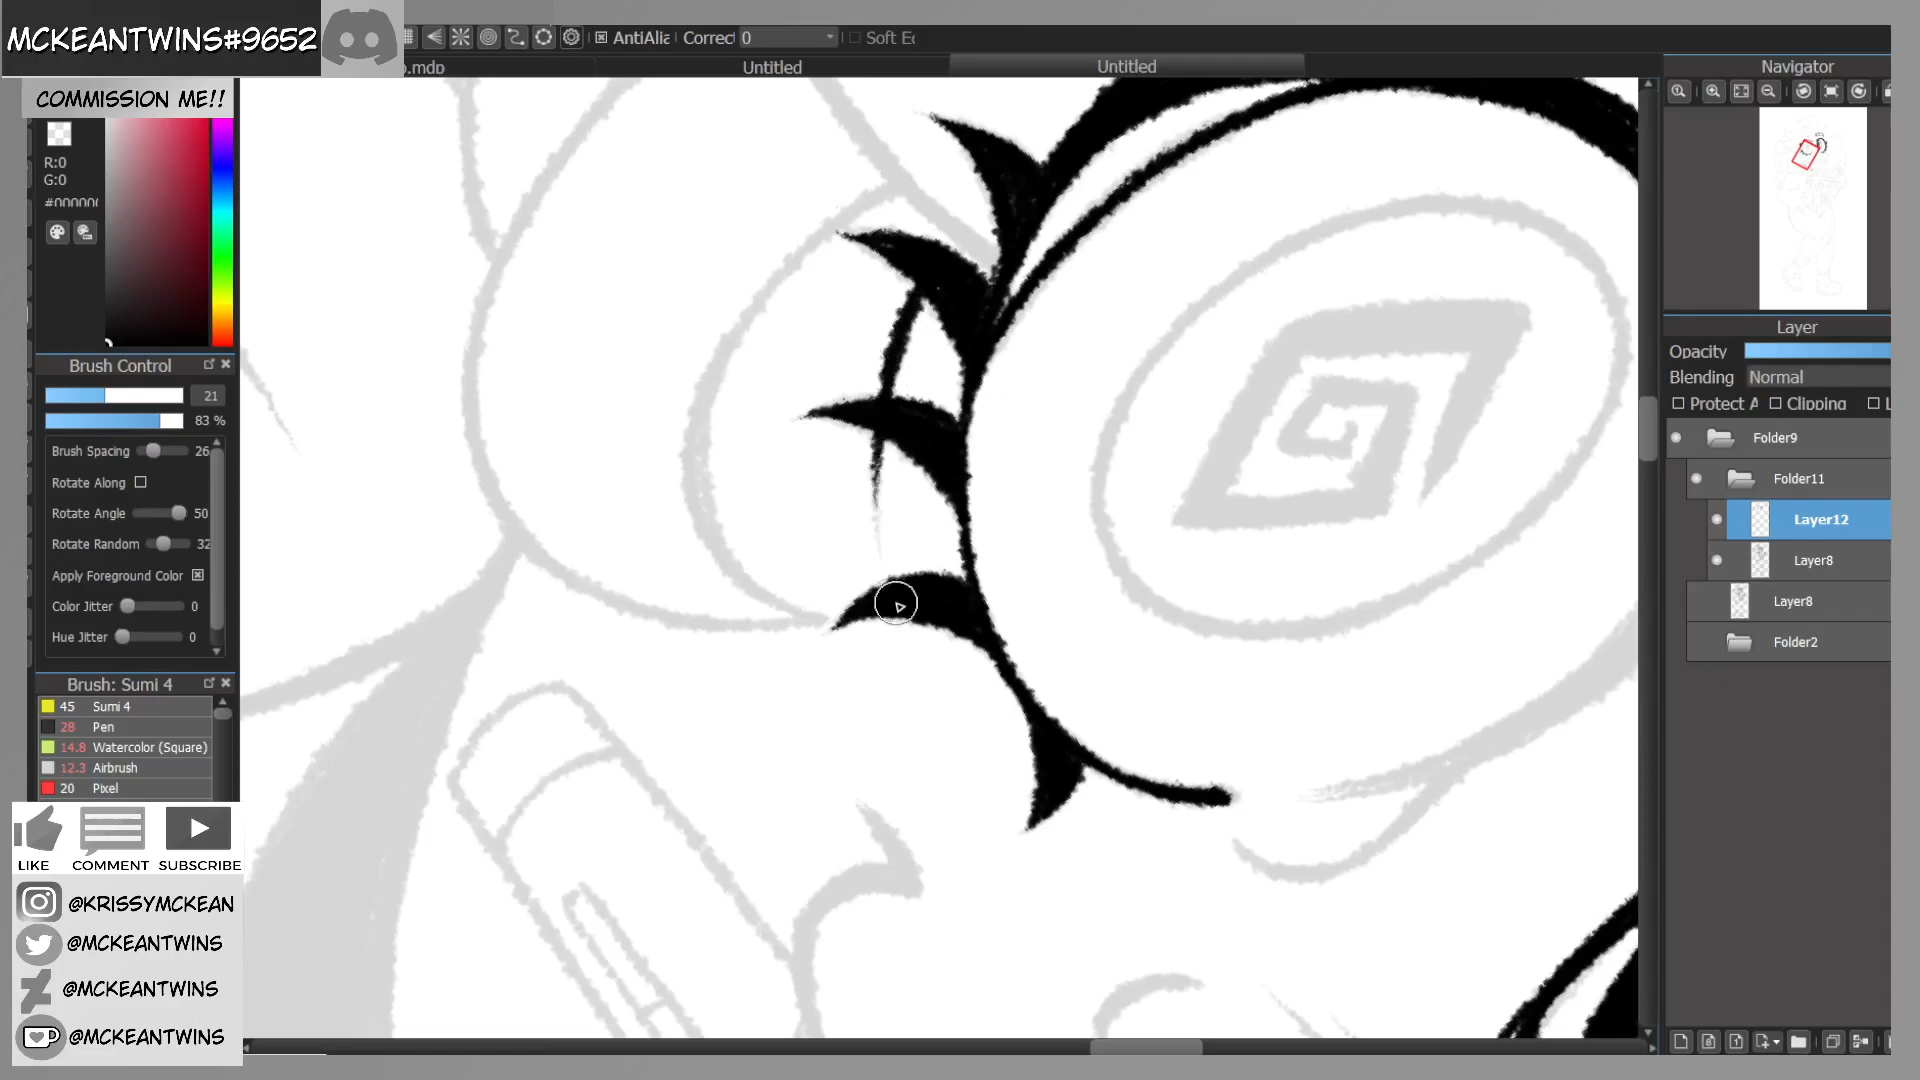 MCKEANTWINS#9652
AntiAlia
Correct
0
Soft Ed
o.mdp
Untitled
Untitled
Navigator
COMMISSION ME!!
R:0
G:0
#000000
Brush Control
21
83 %
Brush Spacing
26
Rotate Along
Rotate Angle
50
Rotate Random
32
Apply Foreground Color
Color Jitter
0
Hue Jitter
0
Brush: Sumi 4
45 Sumi 4
28 Pen
14.8 Watercolor (Square)
12.3 Airbrush
20 Pixel
LIKE
COMMENT
SUBSCRIBE
@KRISSYMCKEAN
@MCKEANTWINS
@MCKEANTWINS
@MCKEANTWINS
Layer
Opacity
Blending
Normal
Protect A
Clipping
L
Folder9
Folder11
Layer12
Layer8
Layer8
Folder2